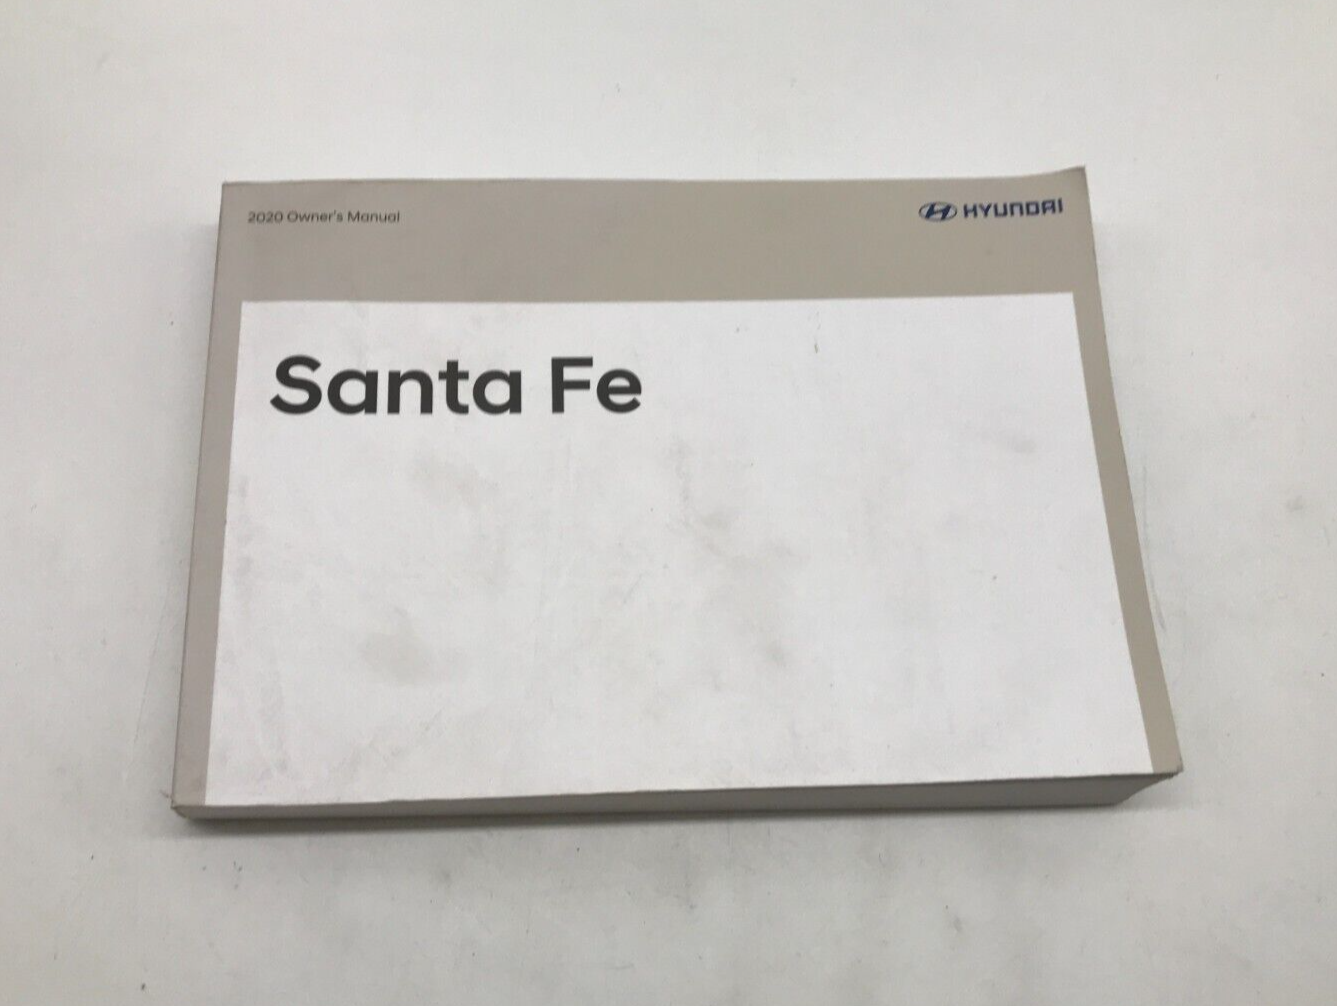 2020 Owner's Manual
HYUNDAI
Santa Fe